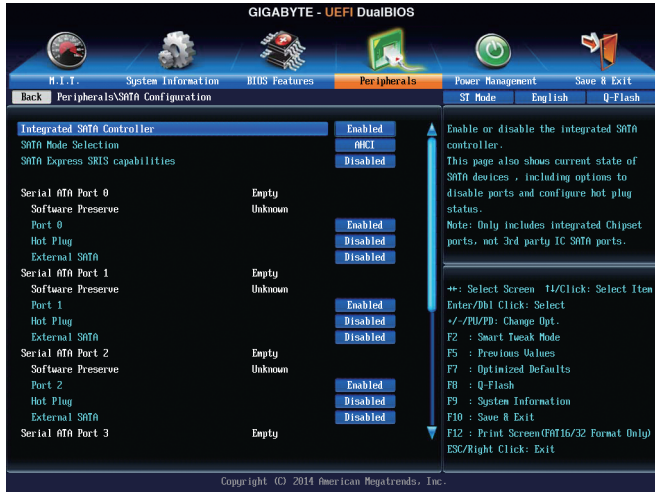 GIGABYTE - UEFI DualBIOS
M.I.T. System Information BIOS Features Peripherals Power Management Save & Exit
Back Peripherals\SATA Configuration ST Mode English Q-Flash
Integrated SATA Controller Enabled
SATA Mode Selection AHCI
SATA Express SRIS capabilities Disabled
Serial ATA Port 0 Empty
Software Preserve Unknown
Port 0 Enabled
Hot Plug Disabled
External SATA Disabled
Serial ATA Port 1 Empty
Software Preserve Unknown
Port 1 Enabled
Hot Plug Disabled
External SATA Disabled
Serial ATA Port 2 Empty
Software Preserve Unknown
Port 2 Enabled
Hot Plug Disabled
External SATA Disabled
Serial ATA Port 3 Empty
Enable or disable the integrated SATA
controller.
This page also shows current state of
SATA devices , including options to
disable ports and configure hot plug
status.
Note: Only includes integrated Chipset
ports, not 3rd party IC SATA ports.
→←: Select Screen ↑↓/Click: Select Item
Enter/Dbl Click: Select
+/-/PU/PD: Change Opt.
F2 : Smart Tweak Mode
F5 : Previous Values
F7 : Optimized Defaults
F8 : Q-Flash
F9 : System Information
F10 : Save & Exit
F12 : Print Screen(FAT16/32 Format Only)
ESC/Right Click: Exit
Copyright (C) 2014 American Megatrends, Inc.